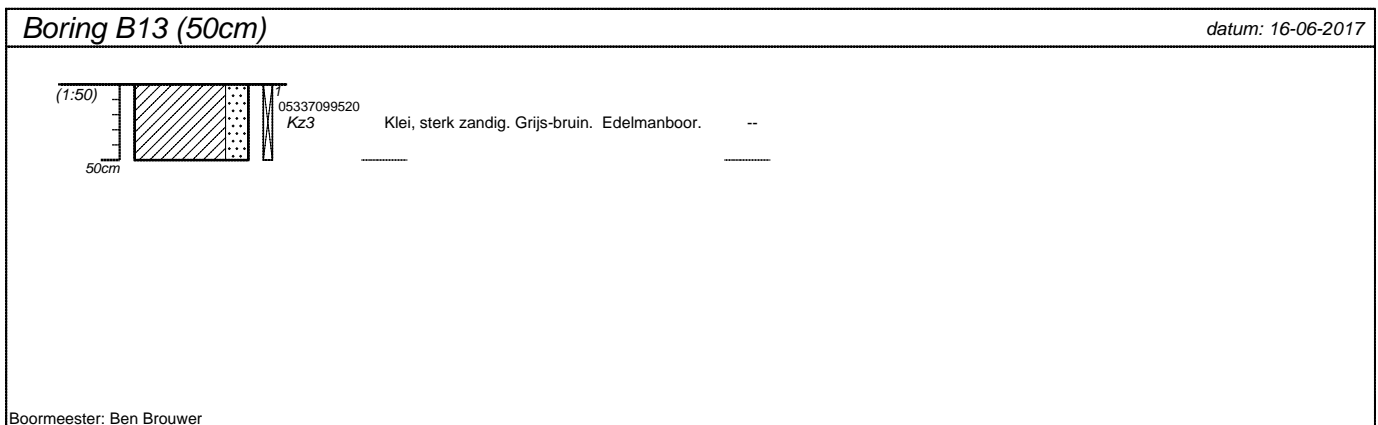 Boring B13 (50cm) datum: 16-06-2017
(1:50)
1
05337099520
Kz3 Klei, sterk zandig. Grijs-bruin. Edelmanboor. --
50cm
Boormeester: Ben Brouwer